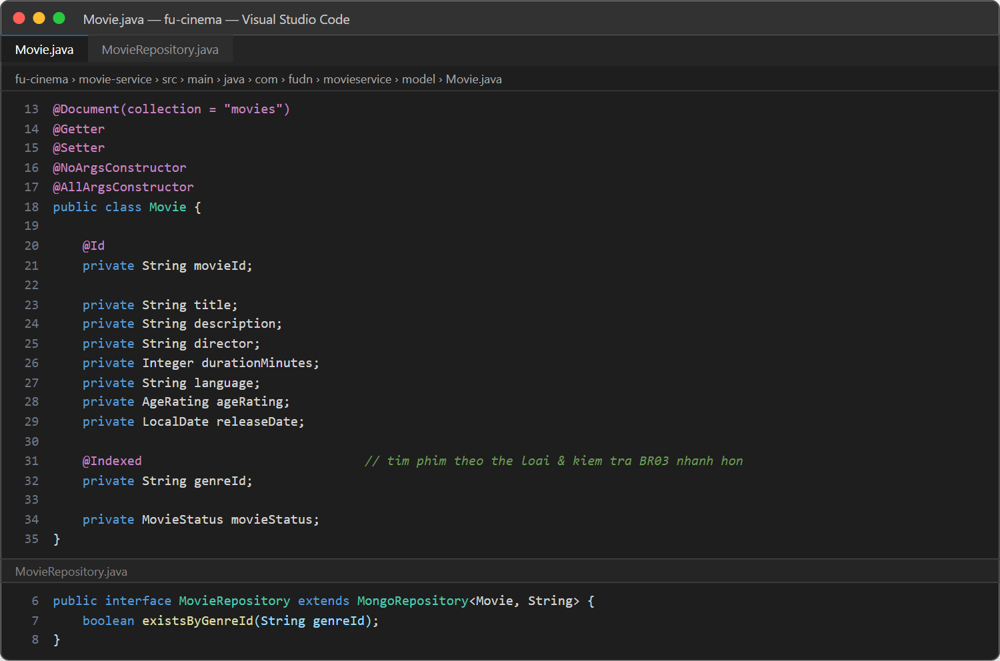 Movie.java — fu-cinema — Visual Studio Code
Movie.java MovieRepository.java
fu-cinema › movie-service › src › main › java › com › fudn › movieservice › model › Movie.java
13 @Document(collection = "movies")
14 @Getter
15 @Setter
16 @NoArgsConstructor
17 @AllArgsConstructor
18 public class Movie {
19
20     @Id
21     private String movieId;
22
23     private String title;
24     private String description;
25     private String director;
26     private Integer durationMinutes;
27     private String language;
28     private AgeRating ageRating;
29     private LocalDate releaseDate;
30
31     @Indexed                              // tim phim theo the loai & kiem tra BR03 nhanh hon
32     private String genreId;
33
34     private MovieStatus movieStatus;
35 }
MovieRepository.java
6 public interface MovieRepository extends MongoRepository<Movie, String> {
7     boolean existsByGenreId(String genreId);
8 }